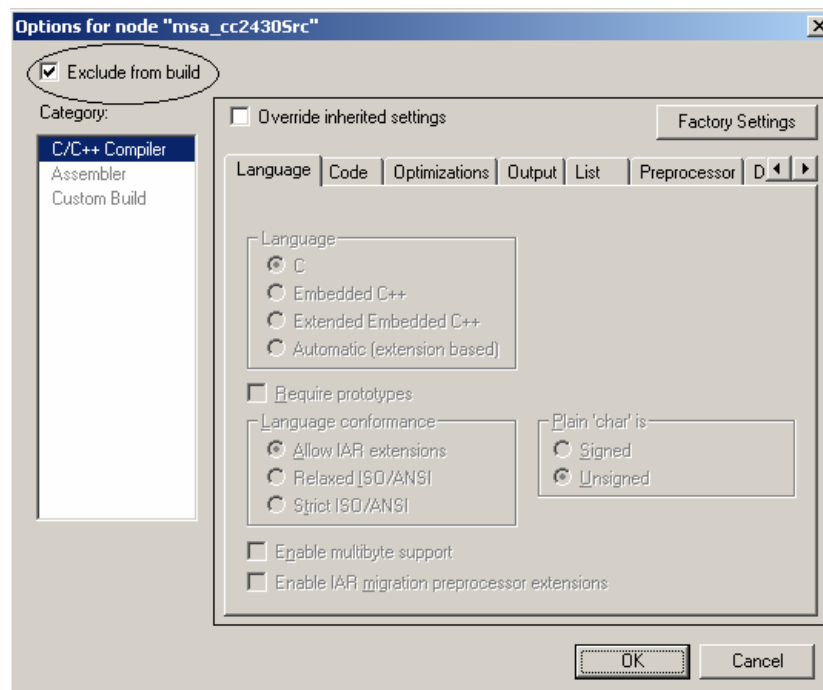 Options for node "msa_cc2430Src"
Exclude from build
Category:
C/C++ Compiler
Assembler
Custom Build
Override inherited settings
Factory Settings
Language Code Optimizations Output List Preprocessor D
Language
C
Embedded C++
Extended Embedded C++
Automatic (extension based)
Require prototypes
Language conformance
Allow IAR extensions
Relaxed ISO/ANSI
Strict ISO/ANSI
Plain 'char' is
Signed
Unsigned
Enable multibyte support
Enable IAR migration preprocessor extensions
OK Cancel